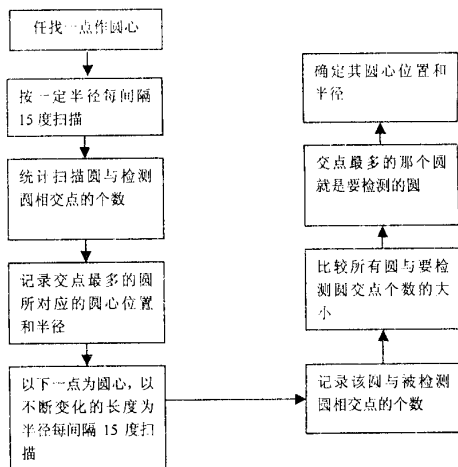 任找一点作圆心
按一定半径每间隔
15 度扫描
统计扫描圆与检测
圆相交点的个数
记录交点最多的圆
所对应的圆心位置
和半径
以下一点为圆心，以
不断变化的长度为
半径每间隔 15 度扫
描
记录该圆与被检测
圆相交点的个数
比较所有圆与要检
测圆交点个数的大
小
交点最多的那个圆
就是要检测的圆
确定其圆心位置和
半径